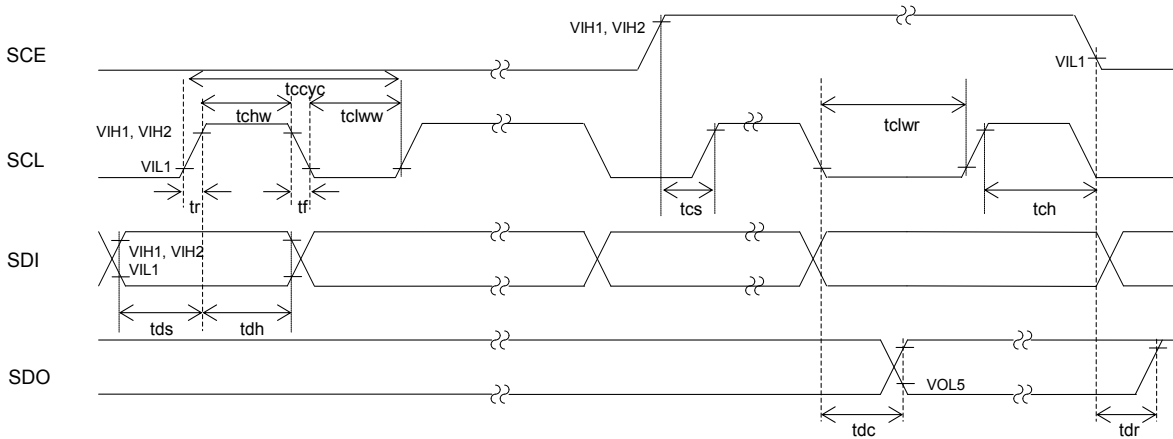 VIH1, VIH2
SCE
VIL1
tccyc
tchw
tclww
tclwr
VIH1, VIH2
SCL
VIL1
tr
tf
tcs
tch
VIH1, VIH2
SDI
VIL1
tds
tdh
SDO
VOL5
tdc
tdr